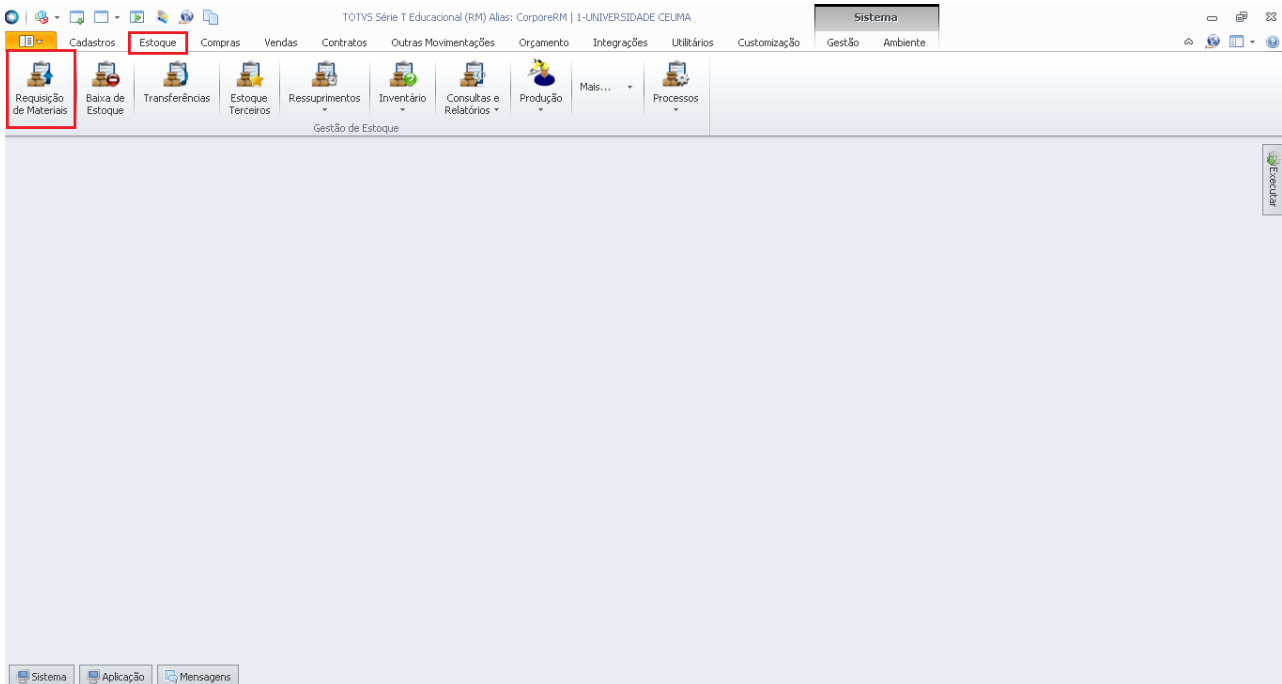 TOTVS Série T Educacional (RM) Alias: CorporeRM | 1-UNIVERSIDADE CEUMA
Sistema
Cadastros Estoque Compras Vendas Contratos Outras Movimentações Orçamento Integrações Utilitários Customização Gestão Ambiente
Requisição de Materiais
Baixa de Estoque
Transferências
Estoque Terceiros
Ressuprimentos
Inventário
Consultas e Relatórios
Produção
Mais...
Processos
Gestão de Estoque
Executar
Sistema Aplicação Mensagens